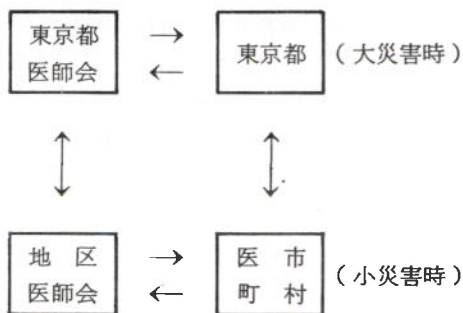 東京都
医師会
→
←
東京都
(大災害時)
↕
↕
地区
医師会
→
←
医市
町村
(小災害時)